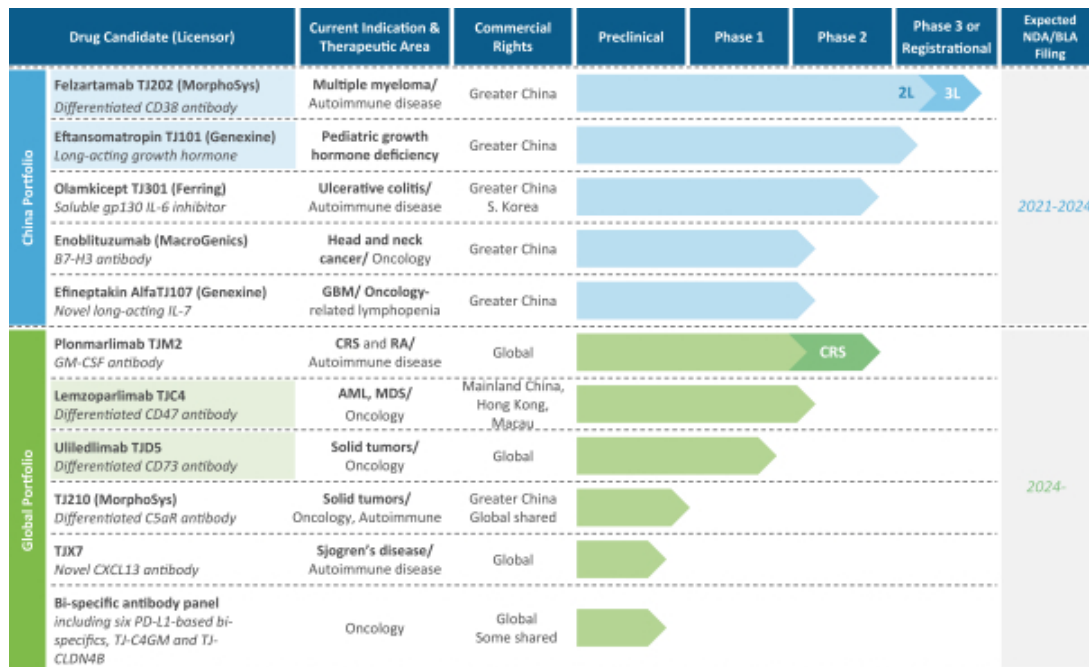 Drug Candidate (Licensor)
Current Indication &
Therapeutic Area
Commercial
Rights
Preclinical
Phase 1
Phase 2
Phase 3 or
Registrational
Expected
NDA/BLA
Filing
China Portfolio
Felzartamab TJ202 (MorphoSys)
Differentiated CD38 antibody
Multiple myeloma/
Autoimmune disease
Greater China
2L
3L
Eftansomatropin TJ101 (Genexine)
Long-acting growth hormone
Pediatric growth
hormone deficiency
Greater China
Olamkicept TJ301 (Ferring)
Soluble gp130 IL-6 inhibitor
Ulcerative colitis/
Autoimmune disease
Greater China
S. Korea
2021-2024
Enoblituzumab (MacroGenics)
B7-H3 antibody
Head and neck
cancer/ Oncology
Greater China
Efineptakin AlfaTJ107 (Genexine)
Novel long-acting IL-7
GBM/ Oncology-
related lymphopenia
Greater China
Global Portfolio
Plonmarlimab TJM2
GM-CSF antibody
CRS and RA/
Autoimmune disease
Global
CRS
Lemzoparlimab TJC4
Differentiated CD47 antibody
AML, MDS/
Oncology
Mainland China,
Hong Kong,
Macau
Uliledlimab TJD5
Differentiated CD73 antibody
Solid tumors/
Oncology
Global
2024-
TJ210 (MorphoSys)
Differentiated C5aR antibody
Solid tumors/
Oncology, Autoimmune
Greater China
Global shared
TJX7
Novel CXCL13 antibody
Sjogren's disease/
Autoimmune disease
Global
Bi-specific antibody panel
including six PD-L1-based bi-
specifics, TJ-C4GM and TJ-
CLDN4B
Oncology
Global
Some shared